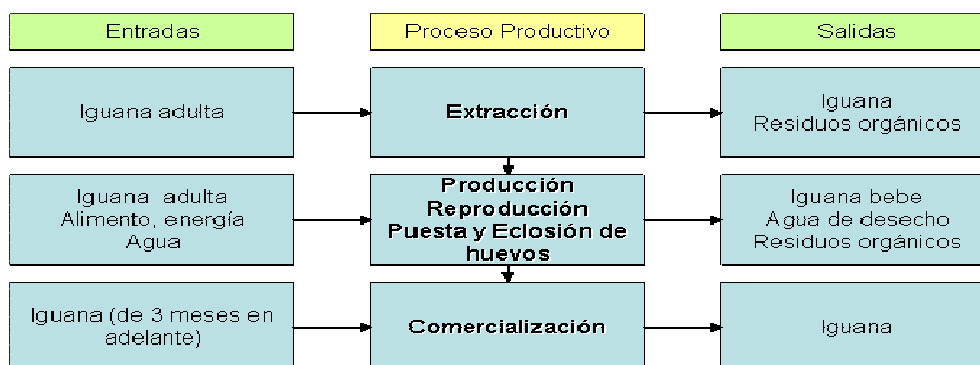 Entradas
Proceso Productivo
Salidas
Iguana adulta
Extracción
Iguana
Residuos orgánicos
Iguana adulta
Alimento, energía
Agua
Producción
Reproducción
Puesta y Eclosión de
huevos
Iguana bebe
Agua de desecho
Residuos orgánicos
Iguana (de 3 meses en
adelante)
Comercialización
Iguana